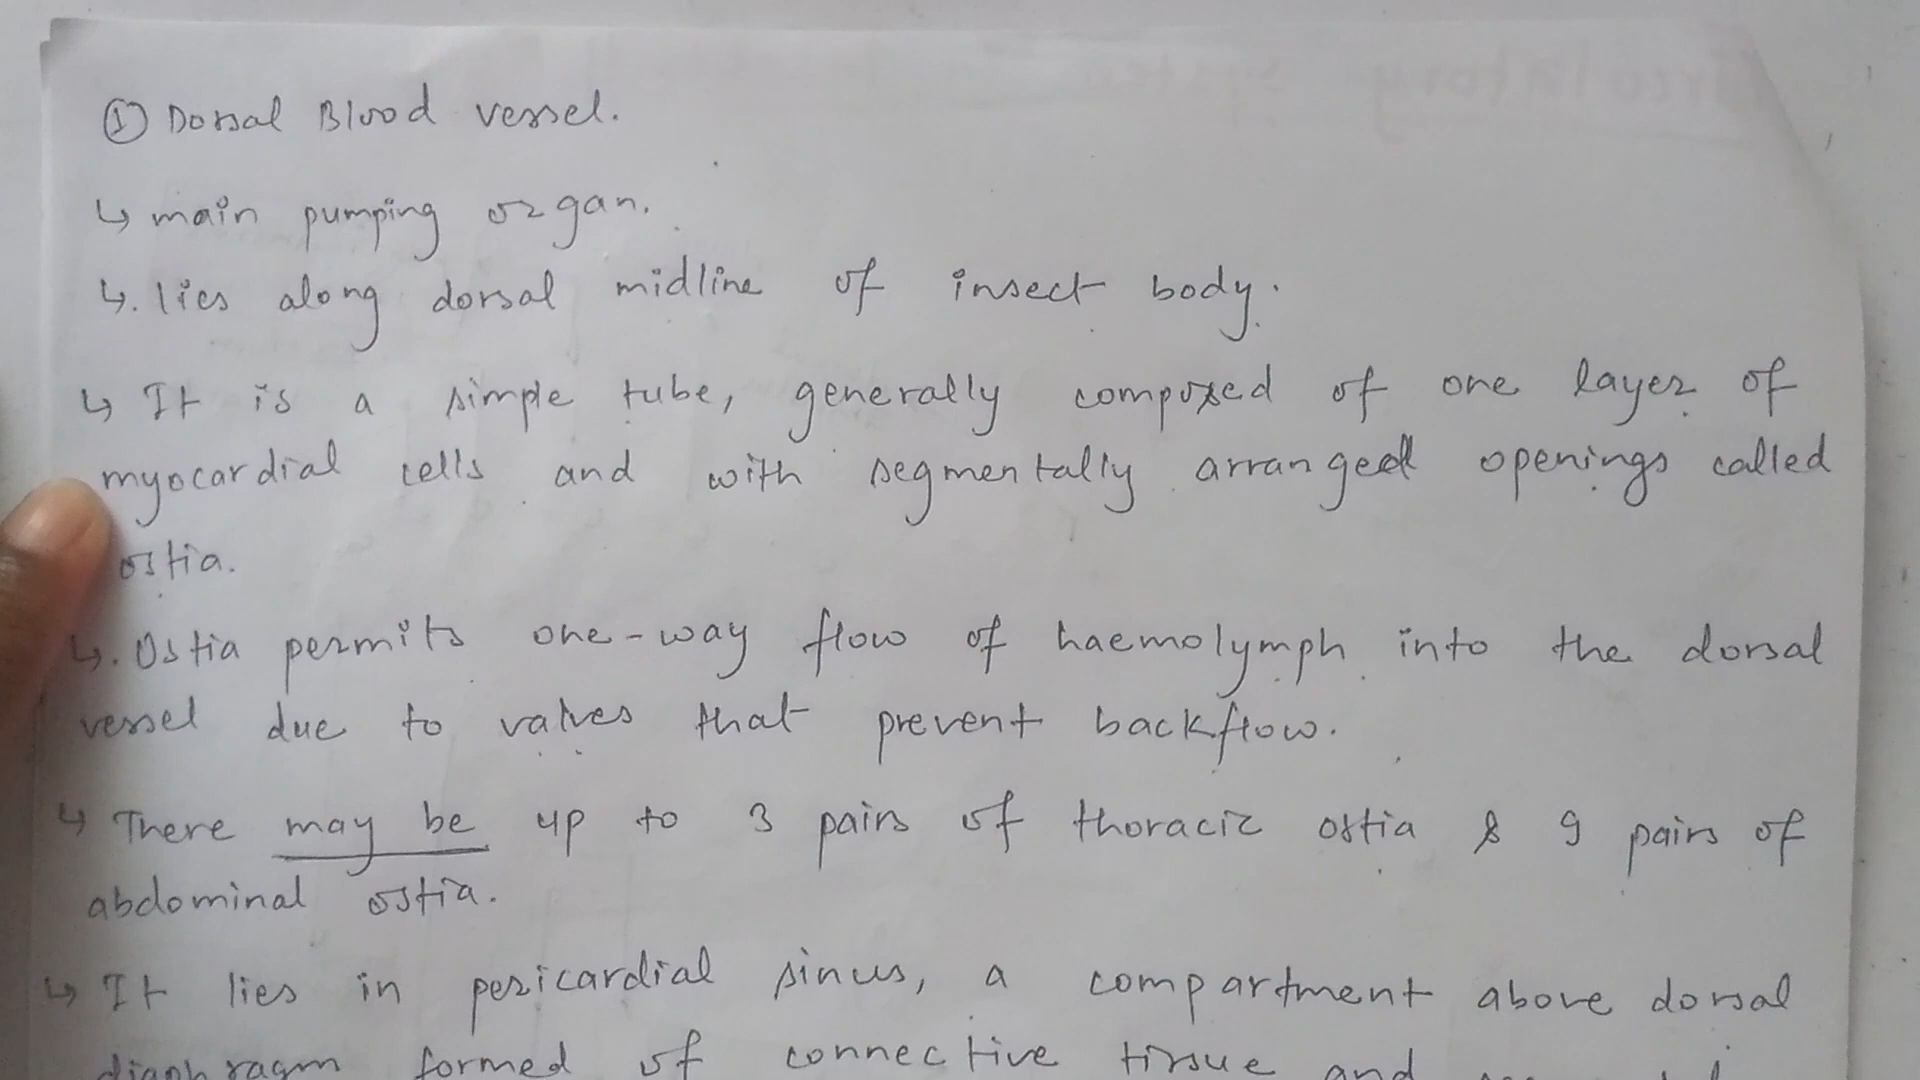 ① Dorsal Blood vessel.
↳ main pumping organ.
↳. lies along dorsal midline of insect body.
↳ It is a simple tube, generally composed of one layer of
myocardial cells and with segmentally arranged openings called
ostia.
↳. Ostia permits one-way flow of haemolymph into the dorsal
vessel due to valves that prevent backflow.
↳ There may be up to 3 pairs of thoracic ostia & 9 pairs of
abdominal ostia.
↳ It lies in pericardial sinus, a compartment above dorsal
diaphragm formed of connective tissue and